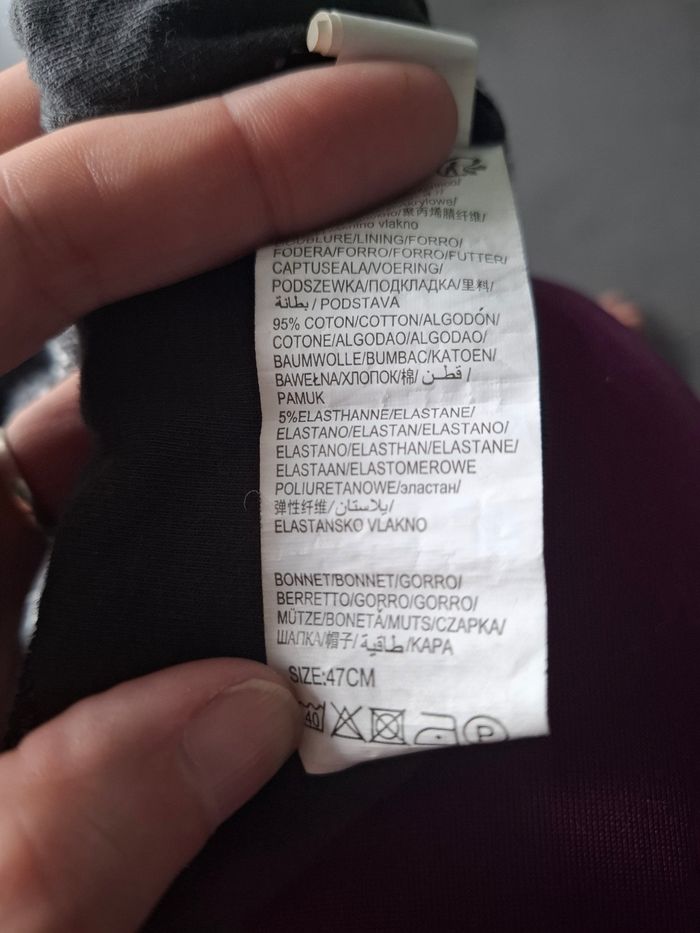 vlakno
DOUBLURE/LINING/FORRO/
FODERA/FORRO/FORRO/FUTTER/
CAPTUSEALA/VOERING/
PODSZEWKA/ПОДКЛАДКА/里料/
بطانة / PODSTAVA
95% COTON/COTTON/ALGODÓN/
COTONE/ALGODAO/ALGODAO/
BAUMWOLLE/BUMBAC/KATOEN/
BAWEŁNA/ХЛОПОК/棉/ قطن /
PAMUK
5%ELASTHANNE/ELASTANE/
ELASTANO/ELASTAN/ELASTANO/
ELASTANO/ELASTHAN/ELASTANE/
ELASTAAN/ELASTOMEROWE
POLIURETANOWE/эластан/
弹性纤维/يلاستان/
ELASTANSKO VLAKNO
BONNET/BONNET/GORRO/
BERRETTO/GORRO/GORRO/
MÜTZE/BONETĂ/MUTS/CZAPKA/
ШАПКА/帽子/طاقية/KAPA
SIZE:47CM
40 P